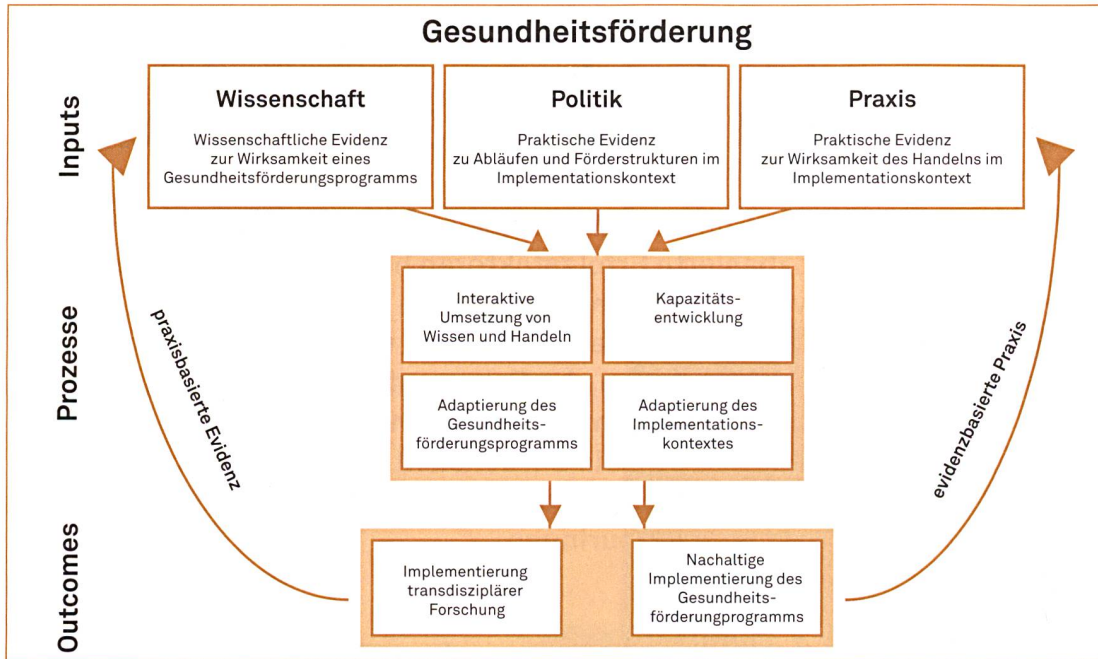 Gesundheitsförderung
Inputs
Wissenschaft
Wissenschaftliche Evidenz
zur Wirksamkeit eines
Gesundheitsförderungsprogramms
Politik
Praktische Evidenz
zu Abläufen und Förderstrukturen im
Implementationskontext
Praxis
Praktische Evidenz
zur Wirksamkeit des Handelns im
Implementationskontext
Prozesse
praxisbasierte Evidenz
Interaktive
Umsetzung von
Wissen und Handeln
Kapazitäts-
entwicklung
Adaptierung des
Gesundheits-
förderungsprogramms
Adaptierung des
Implementations-
kontextes
evidenzbasierte Praxis
Outcomes
Implementierung
transdisziplärer
Forschung
Nachaltige
Implementierung des
Gesundheits-
förderungprogramms